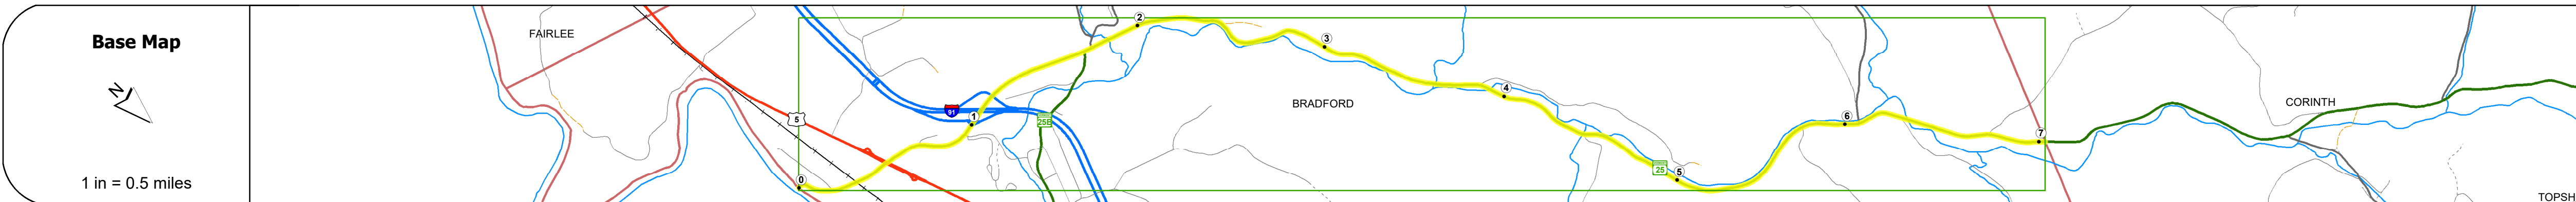 Base Map
N
1 in = 0.5 miles
FAIRLEE
5
91
25B
BRADFORD
25
CORINTH
TOPSH
0
1
2
3
4
5
6
7